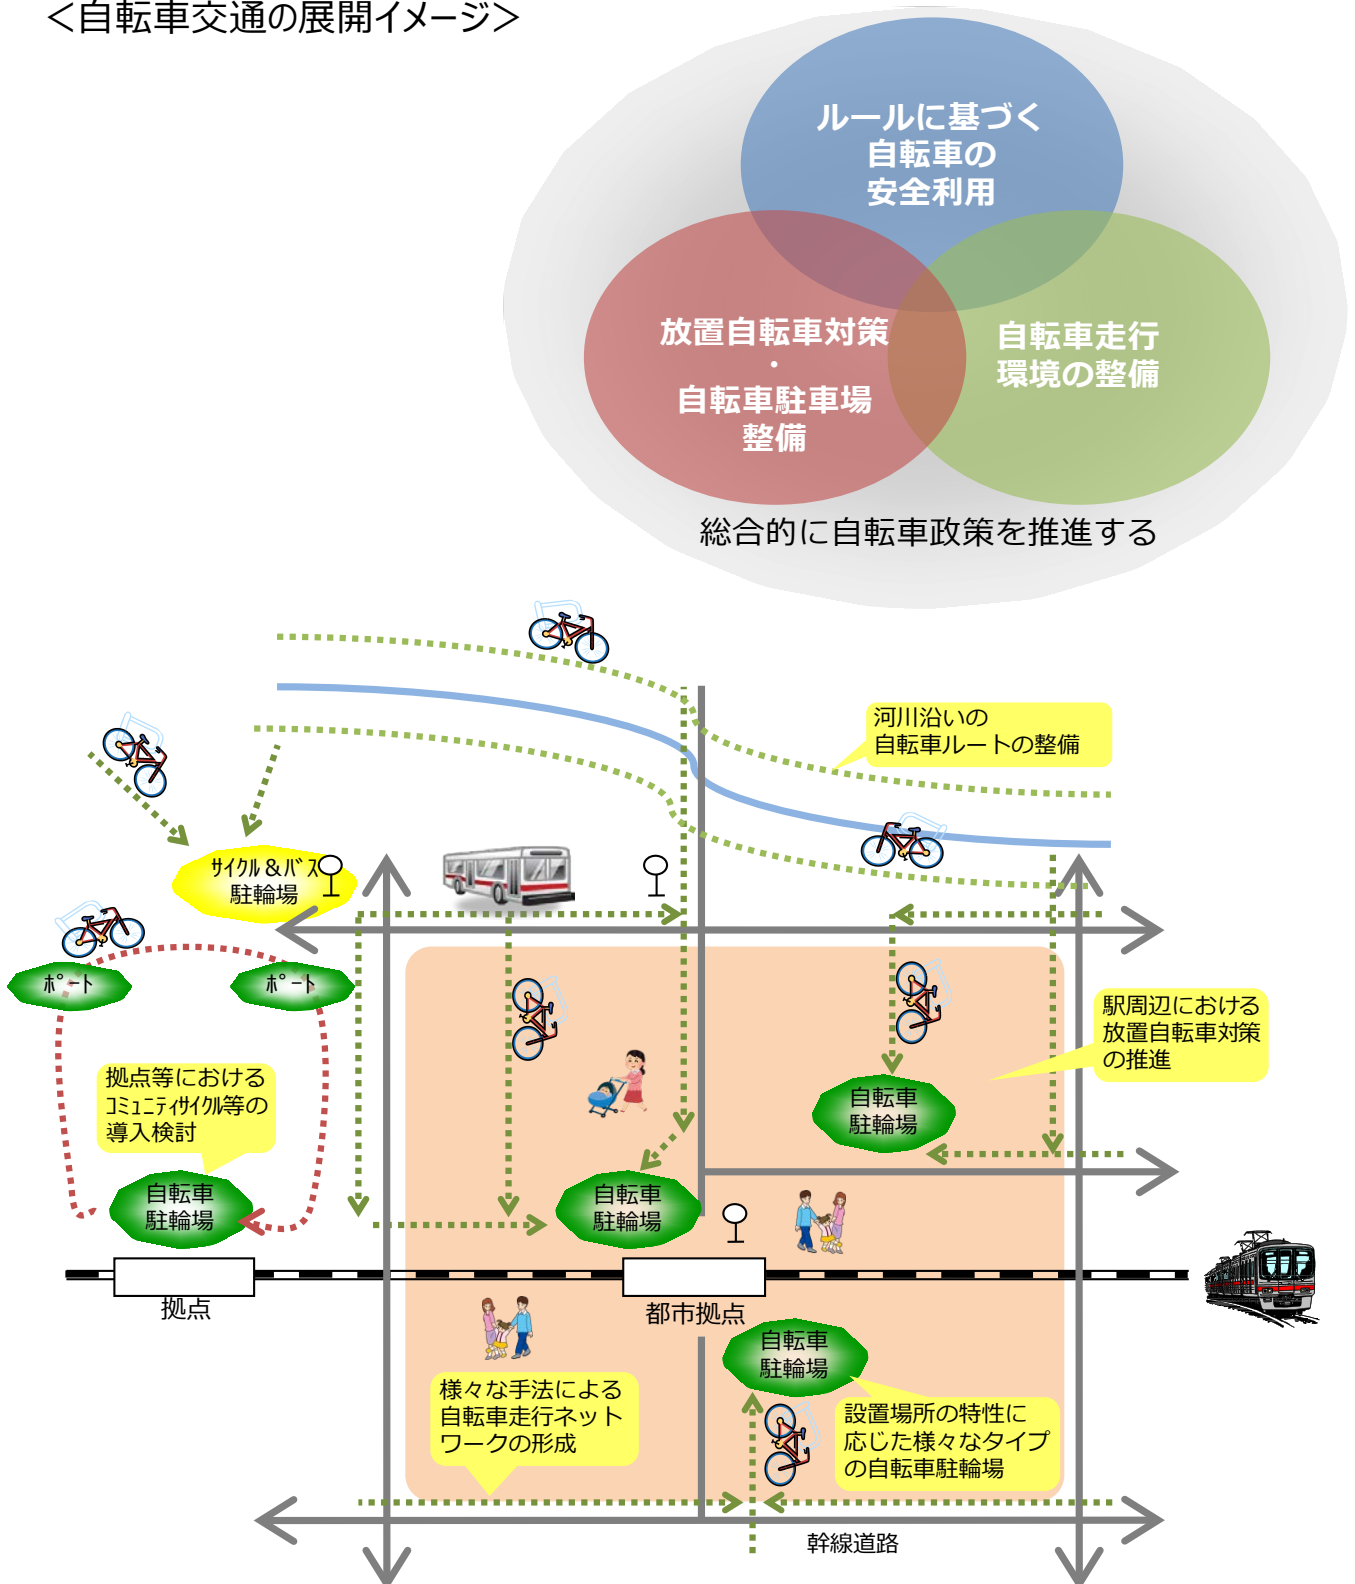 ＜自転車交通の展開イメージ＞
ルールに基づく
自転車の
安全利用
放置自転車対策
・
自転車駐車場
整備
自転車走行
環境の整備
総合的に自転車政策を推進する
河川沿いの
自転車ルートの整備
ｻｲｸﾙ＆ﾊﾞｽ
駐輪場
ﾎﾟｰﾄ
ﾎﾟｰﾄ
駅周辺における
放置自転車対策
の推進
拠点等における
ｺﾐｭﾆﾃｨｻｲｸﾙ等の
導入検討
自転車
駐輪場
自転車
駐輪場
自転車
駐輪場
拠点
都市拠点
自転車
駐輪場
様々な手法による
自転車走行ネット
ワークの形成
設置場所の特性に
応じた様々なタイプ
の自転車駐輪場
幹線道路